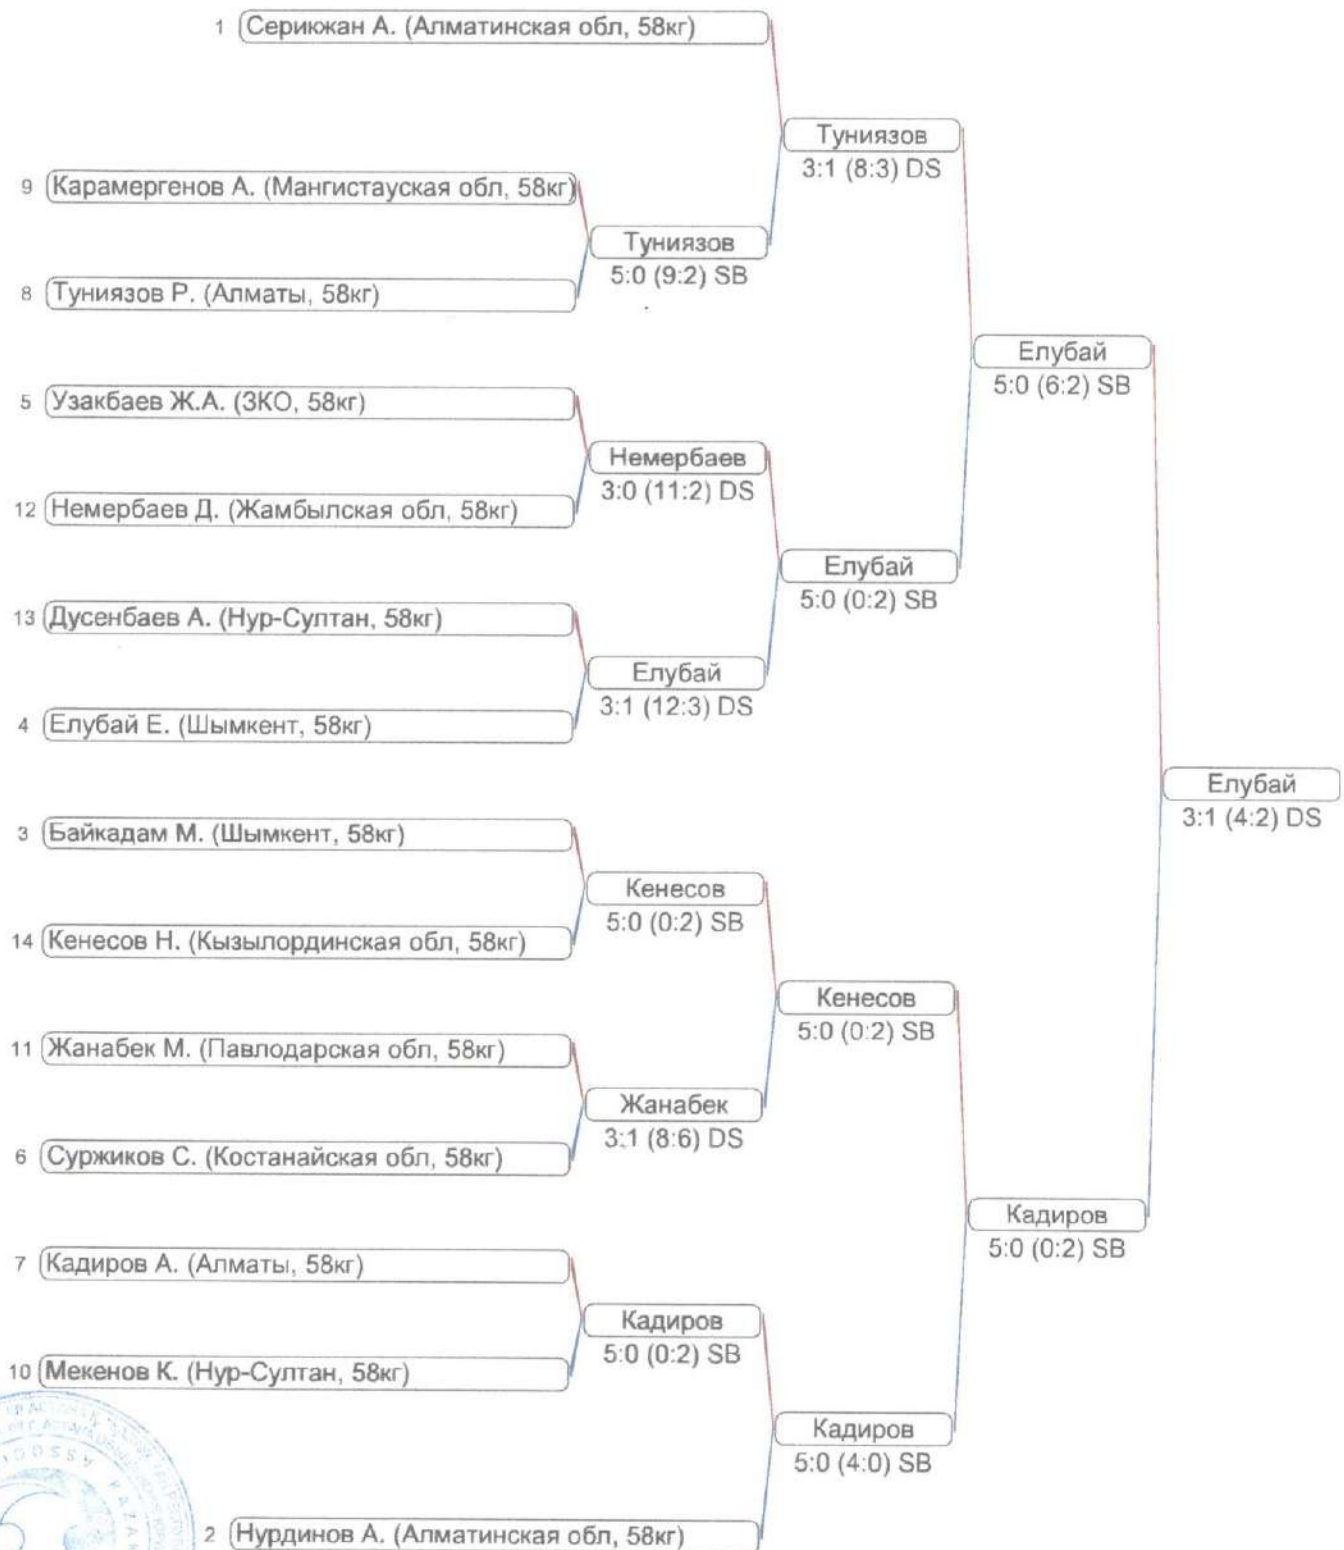 1 Серикжан А. (Алматинская обл, 58кг)
Туниязов
3:1 (8:3) DS
9 Карамергенов А. (Мангистауская обл, 58кг)
Туниязов
5:0 (9:2) SB
8 Туниязов Р. (Алматы, 58кг)
Елубай
5:0 (6:2) SB
5 Узакбаев Ж.А. (ЗКО, 58кг)
Немербаев
3:0 (11:2) DS
12 Немербаев Д. (Жамбылская обл, 58кг)
Елубай
5:0 (0:2) SB
13 Дусенбаев А. (Нур-Султан, 58кг)
Елубай
3:1 (12:3) DS
4 Елубай Е. (Шымкент, 58кг)
Елубай
3:1 (4:2) DS
3 Байкадам М. (Шымкент, 58кг)
Кенесов
5:0 (0:2) SB
14 Кенесов Н. (Кызылординская обл, 58кг)
Кенесов
5:0 (0:2) SB
11 Жанабек М. (Павлодарская обл, 58кг)
Жанабек
3:1 (8:6) DS
6 Суржиков С. (Костанайская обл, 58кг)
Кадиров
5:0 (0:2) SB
7 Кадиров А. (Алматы, 58кг)
Кадиров
5:0 (0:2) SB
10 Мекенов К. (Нур-Султан, 58кг)
Кадиров
5:0 (4:0) SB
2 Нурдинов А. (Алматинская обл, 58кг)